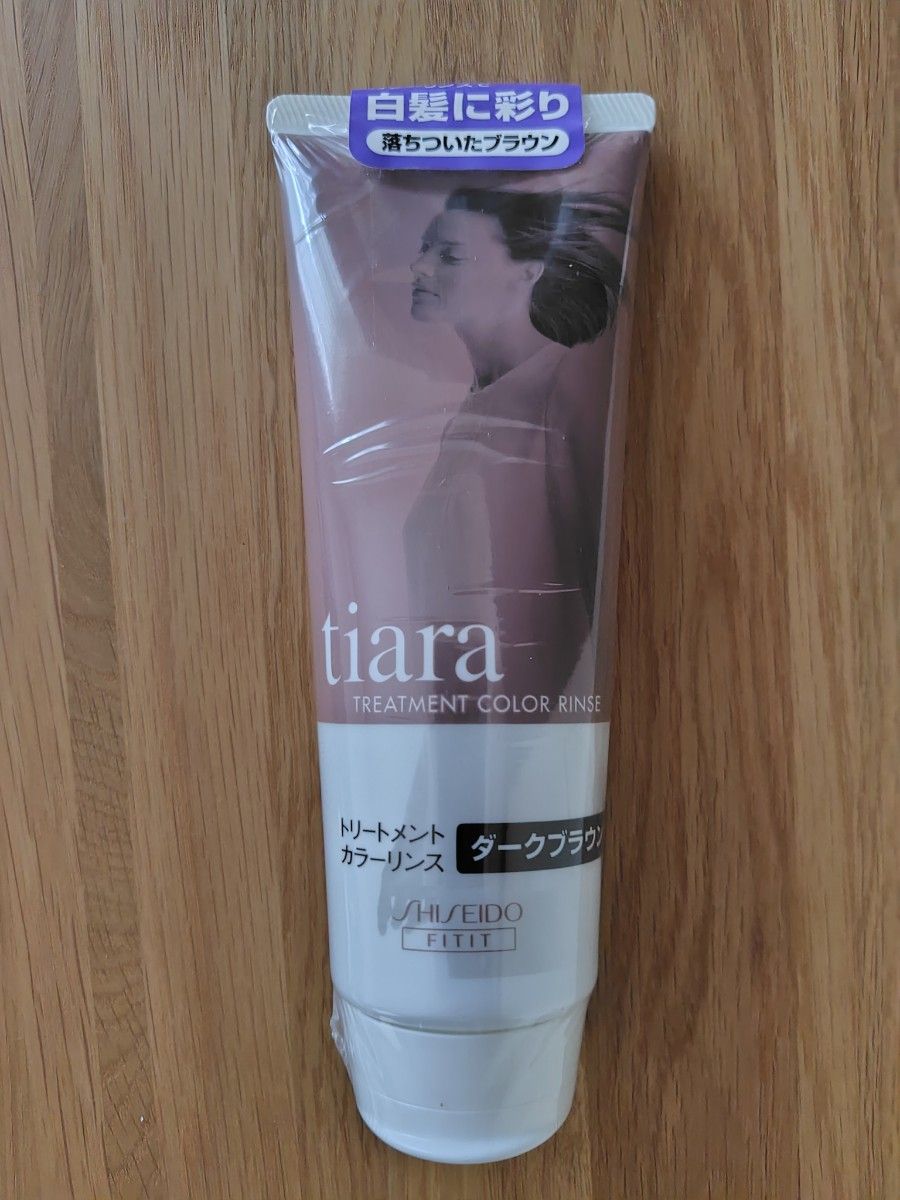 白髪に彩り
落ちついたブラウン
tiara
TREATMENT COLOR RINSE
トリートメント
カラーリンス
ダークブラウン
SHISEIDO
FITIT